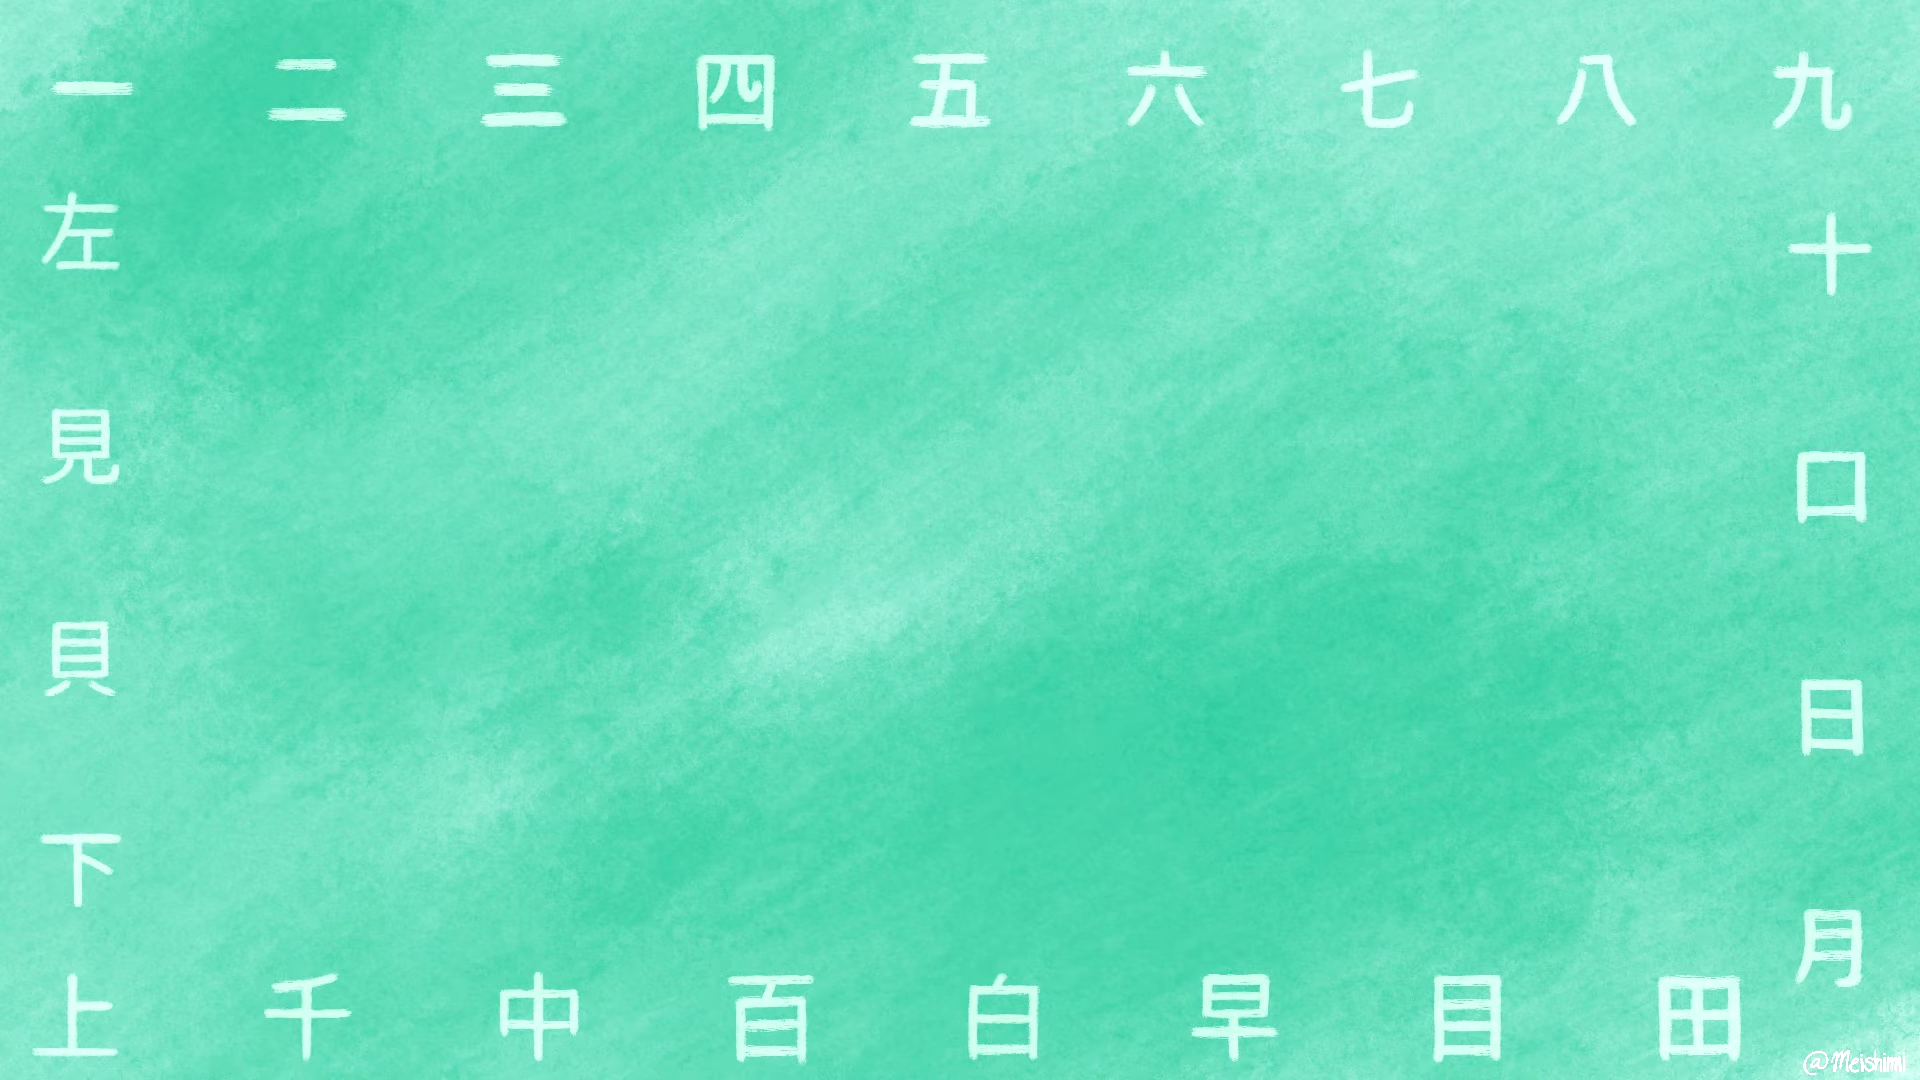 一 二 三 四 五 六 七 八 九
十
口
日
月
田 目 早 白 百 中 千 上
下
貝
見
左
@Meishimi